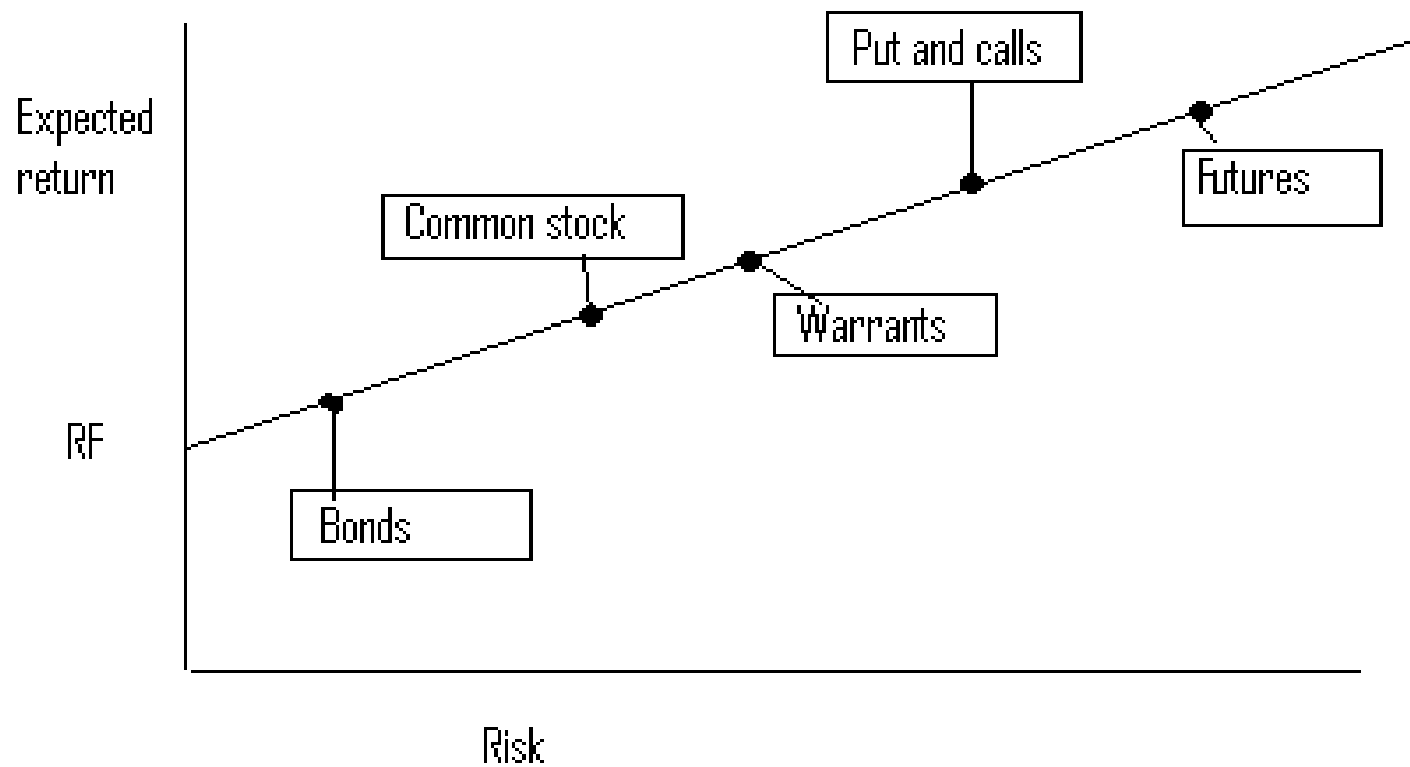 Put and calls
Expected
return
Futures
Common stock
Warrants
RF
Bonds
Risk